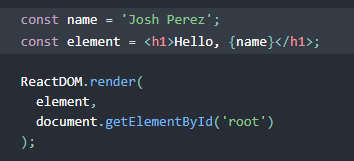 const name = 'Josh Perez';
const element = <h1>Hello, {name}</h1>;
ReactDOM.render(
element,
document.getElementById('root')
);